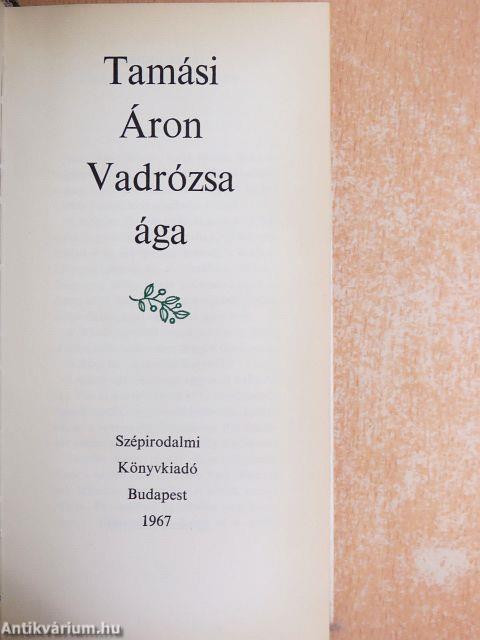 Tamási
Áron
Vadrózsa
ága
Szépirodalmi
Könyvkiadó
Budapest
1967
Antikvárium.hu